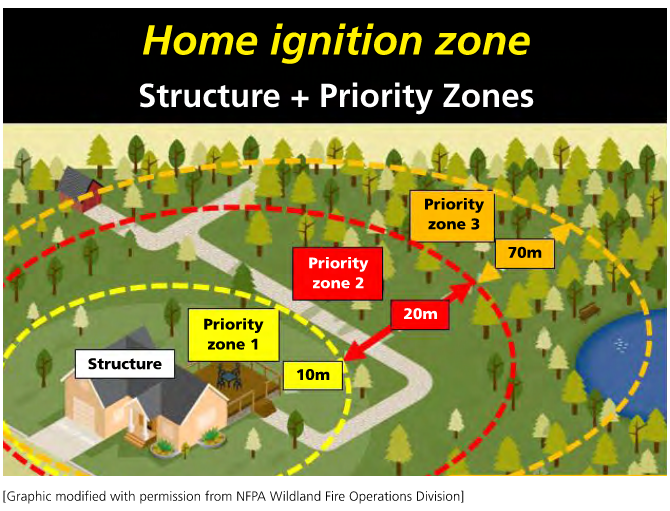 Home ignition zone
Structure + Priority Zones
Priority
zone 3
70m
Priority
zone 2
20m
Priority
zone 1
10m
Structure
[Graphic modified with permission from NFPA Wildland Fire Operations Division]